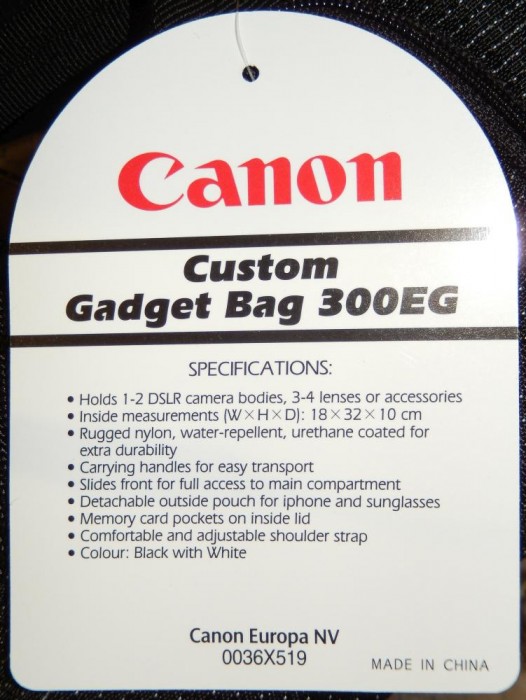 Canon
Custom
Gadget Bag 300EG
SPECIFICATIONS:
• Holds 1-2 DSLR camera bodies, 3-4 lenses or accessories
• Inside measurements (W×H×D): 18×32×10 cm
• Rugged nylon, water-repellent, urethane coated for
extra durability
• Carrying handles for easy transport
• Slides front for full access to main compartment
• Detachable outside pouch for iphone and sunglasses
• Memory card pockets on inside lid
• Comfortable and adjustable shoulder strap
• Colour: Black with White
Canon Europa NV
0036X519
MADE IN CHINA